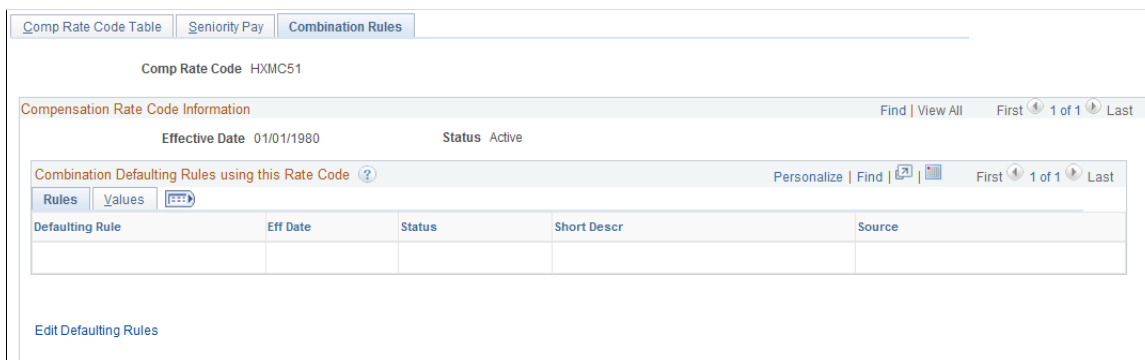 Comp Rate Code Table Seniority Pay Combination Rules
Comp Rate Code HXMC51
Compensation Rate Code Information Find | View All First 1 of 1 Last
Effective Date 01/01/1980 Status Active
Combination Defaulting Rules using this Rate Code ? Personalize | Find | | First 1 of 1 Last
Rules Values
Defaulting Rule Eff Date Status Short Descr Source
Edit Defaulting Rules